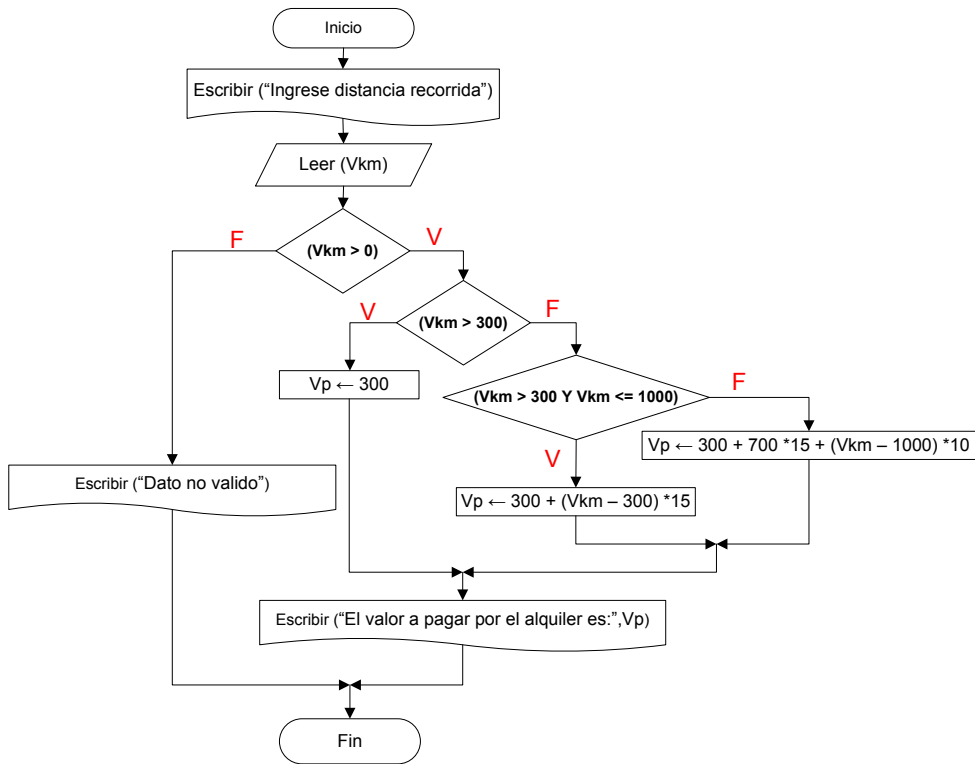 Inicio
Escribir (“Ingrese distancia recorrida”)
Leer (Vkm)
F
(Vkm > 0)
V
V
(Vkm > 300)
F
Vp ← 300
(Vkm > 300 Y Vkm <= 1000)
F
Vp ← 300 + 700 *15 + (Vkm – 1000) *10
V
Escribir (“Dato no valido”)
Vp ← 300 + (Vkm – 300) *15
Escribir (“El valor a pagar por el alquiler es:”,Vp)
Fin